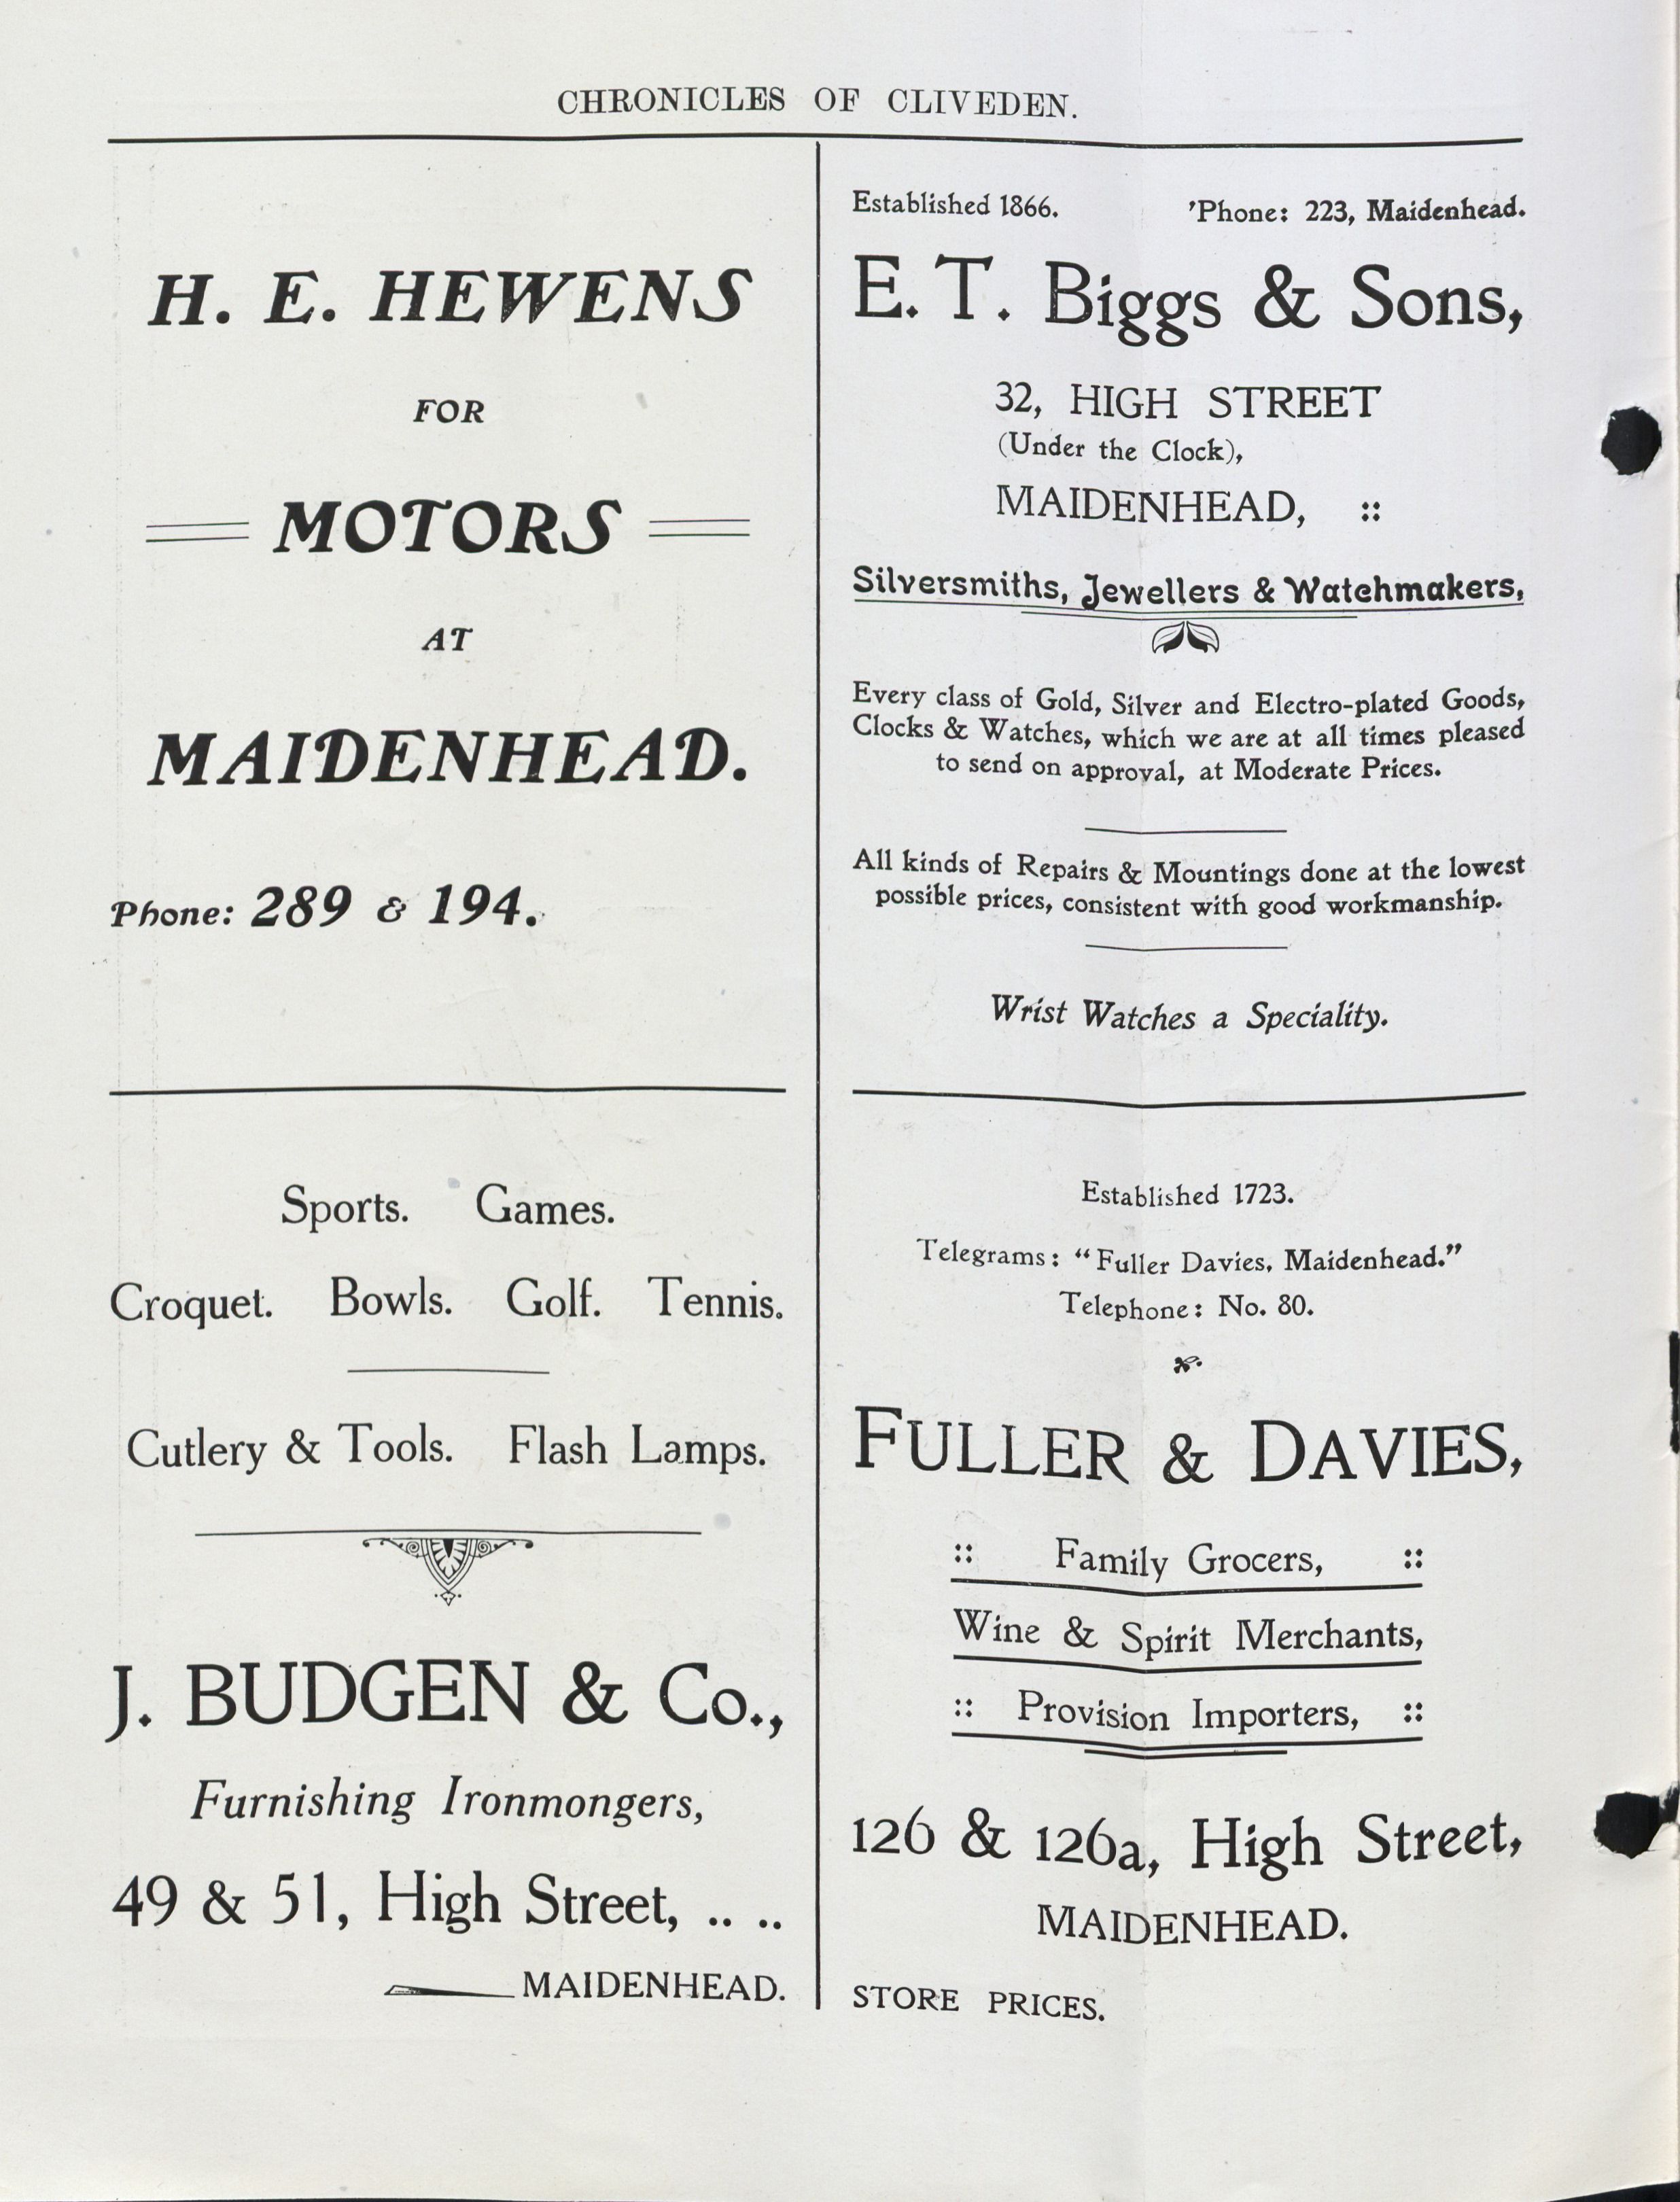 CHRONICLES OF CLIVEDEN.
H. E. HEWENS
FOR
MOTORS
AT
MAIDENHEAD.
Phone: 289 & 194.
Sports. Games.
Croquet. Bowls. Golf. Tennis.
Cutlery & Tools. Flash Lamps.
J. BUDGEN & Co.,
Furnishing Ironmongers,
49 & 51, High Street, .. ..
MAIDENHEAD.
Established 1866. 'Phone: 223, Maidenhead.
E. T. Biggs & Sons,
32, HIGH STREET
(Under the Clock),
MAIDENHEAD, ::
Silversmiths, Jewellers & Watchmakers,
Every class of Gold, Silver and Electro-plated Goods,
Clocks & Watches, which we are at all times pleased
to send on approval, at Moderate Prices.
All kinds of Repairs & Mountings done at the lowest
possible prices, consistent with good workmanship.
Wrist Watches a Speciality.
Established 1723.
Telegrams: "Fuller Davies, Maidenhead."
Telephone: No. 80.
FULLER & DAVIES,
:: Family Grocers, ::
Wine & Spirit Merchants,
:: Provision Importers, ::
126 & 126a, High Street,
MAIDENHEAD.
STORE PRICES.